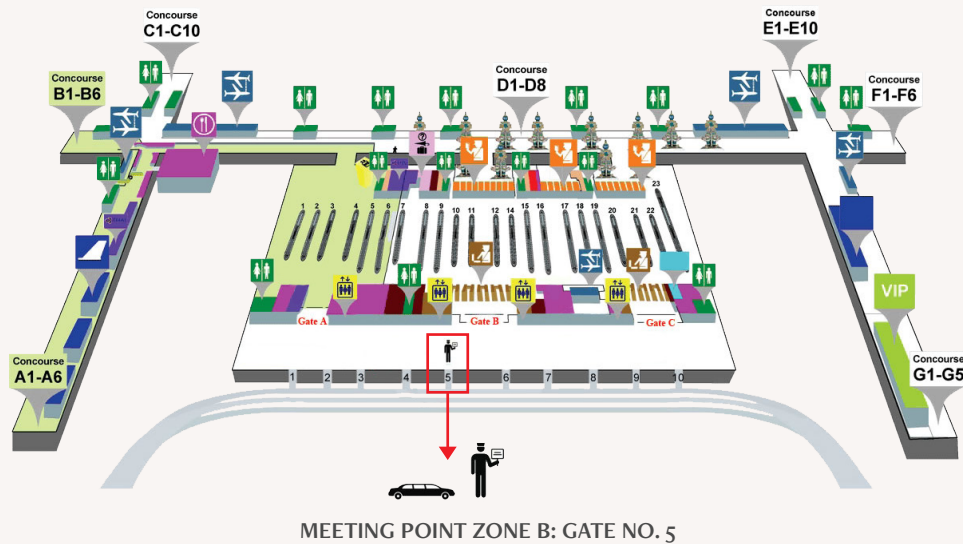 Concourse
C1-C10
Concourse
E1-E10
Concourse
B1-B6
Concourse
D1-D8
Concourse
F1-F6
1 2 3 4 5 6 7 8 9 10 11 12 14 15 16 17 18 19 20 21 22 23
VIP
Gate A
Gate B
Gate C
Concourse
A1-A6
Concourse
G1-G5
1 2 3 4 5 6 7 8 9 10
MEETING POINT ZONE B: GATE NO. 5